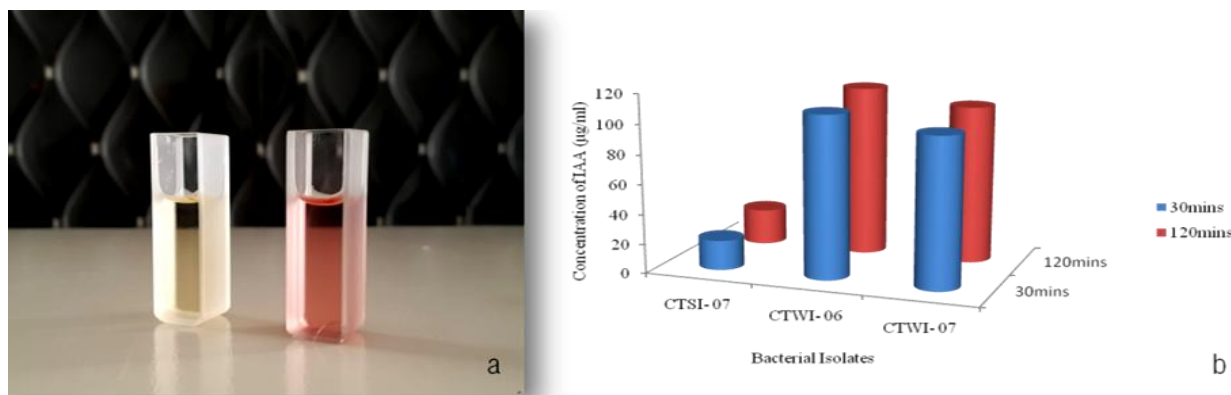 a
120
100
80
60
40
20
0
Concentration of IAA (µg/ml)
CTSI-07
CTWI-06
CTWI-07
Bacterial Isolates
120mins
30mins
30mins
120mins
b